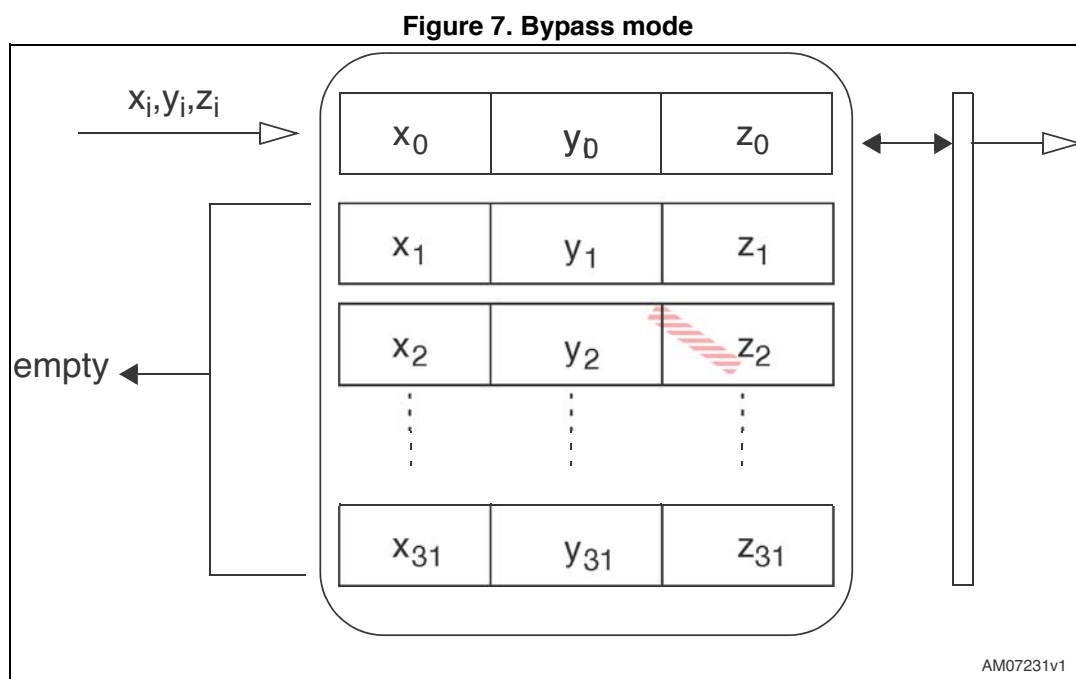 Figure 7. Bypass mode
xᵢ,yᵢ,zᵢ
x₀ y₀ z₀
x₁ y₁ z₁
x₂ y₂ z₂
empty
x₃₁ y₃₁ z₃₁
AM07231v1